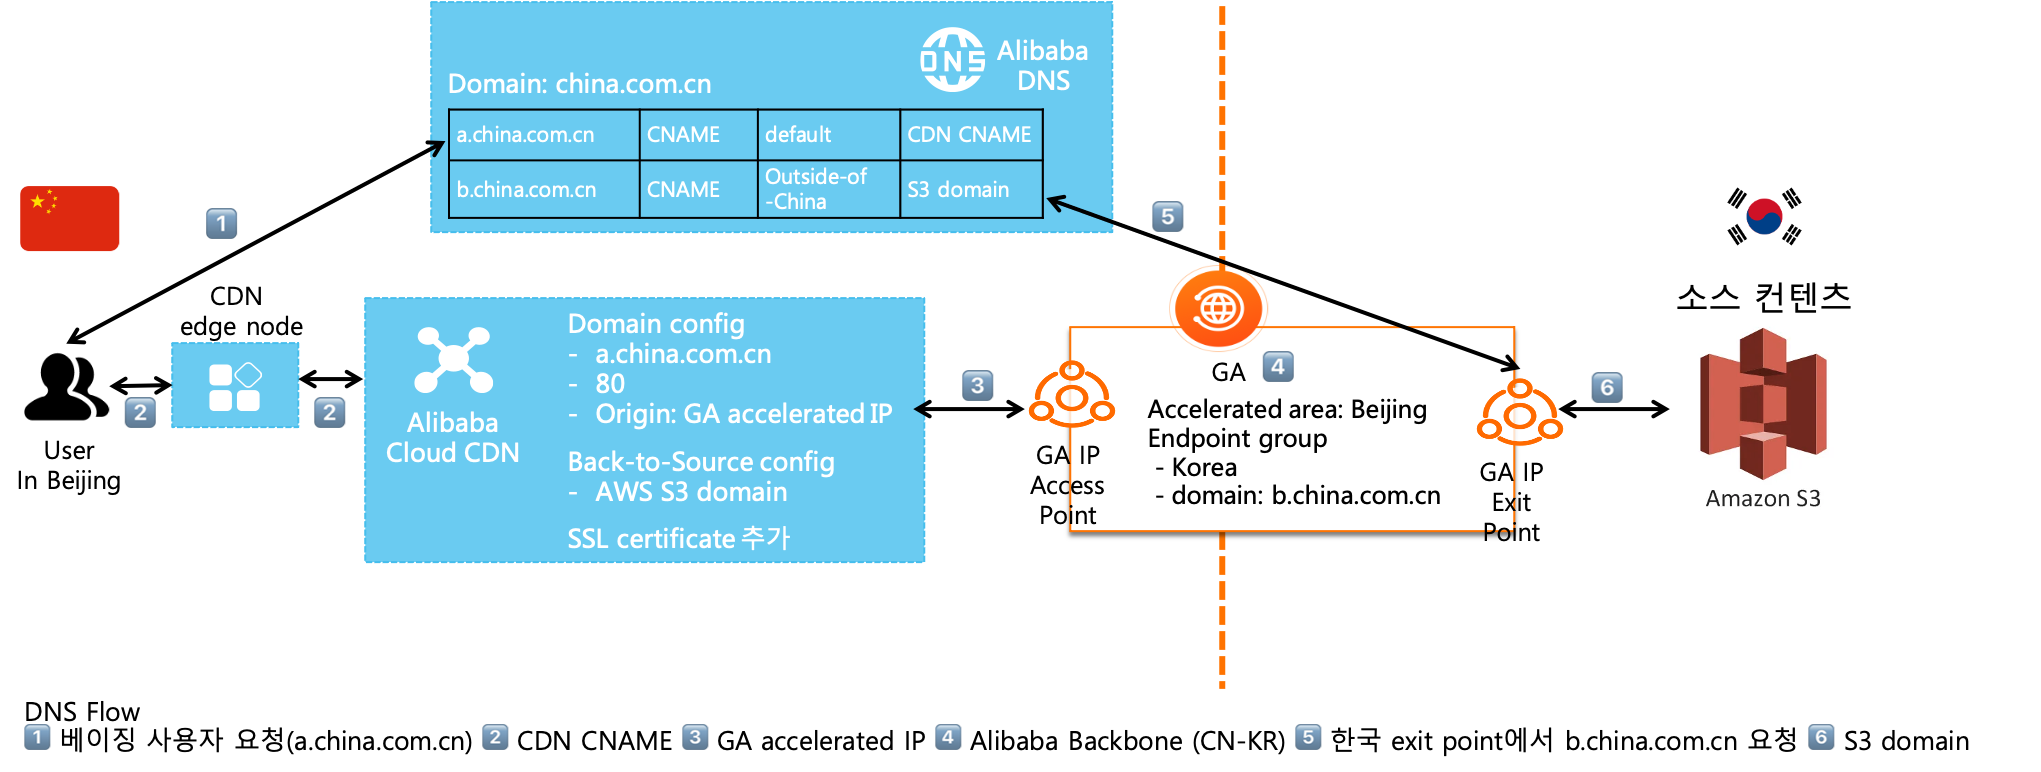 Alibaba
DNS
Domain: china.com.cn
a.china.com.cn CNAME default CDN CNAME
b.china.com.cn CNAME Outside-of
-China S3 domain
1
5
CDN
edge node
User
In Beijing
2
2
Alibaba
Cloud CDN
Domain config
- a.china.com.cn
- 80
- Origin: GA accelerated IP
Back-to-Source config
- AWS S3 domain
SSL certificate 추가
3
GA IP
Access
Point
GA 4
Accelerated area: Beijing
Endpoint group
- Korea
- domain: b.china.com.cn
GA IP
Exit
Point
6
소스 컨텐츠
Amazon S3
DNS Flow
1 베이징 사용자 요청(a.china.com.cn) 2 CDN CNAME 3 GA accelerated IP 4 Alibaba Backbone (CN-KR) 5 한국 exit point에서 b.china.com.cn 요청 6 S3 domain